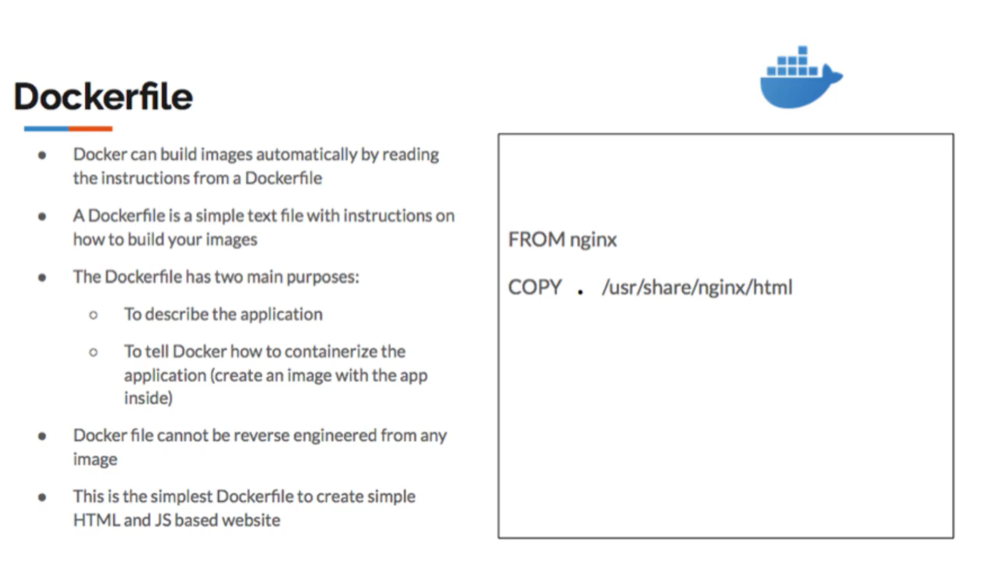 Dockerfile
● Docker can build images automatically by reading
the instructions from a Dockerfile
● A Dockerfile is a simple text file with instructions on
how to build your images
● The Dockerfile has two main purposes:
○ To describe the application
○ To tell Docker how to containerize the
application (create an image with the app
inside)
● Docker file cannot be reverse engineered from any
image
● This is the simplest Dockerfile to create simple
HTML and JS based website
FROM nginx
COPY . /usr/share/nginx/html